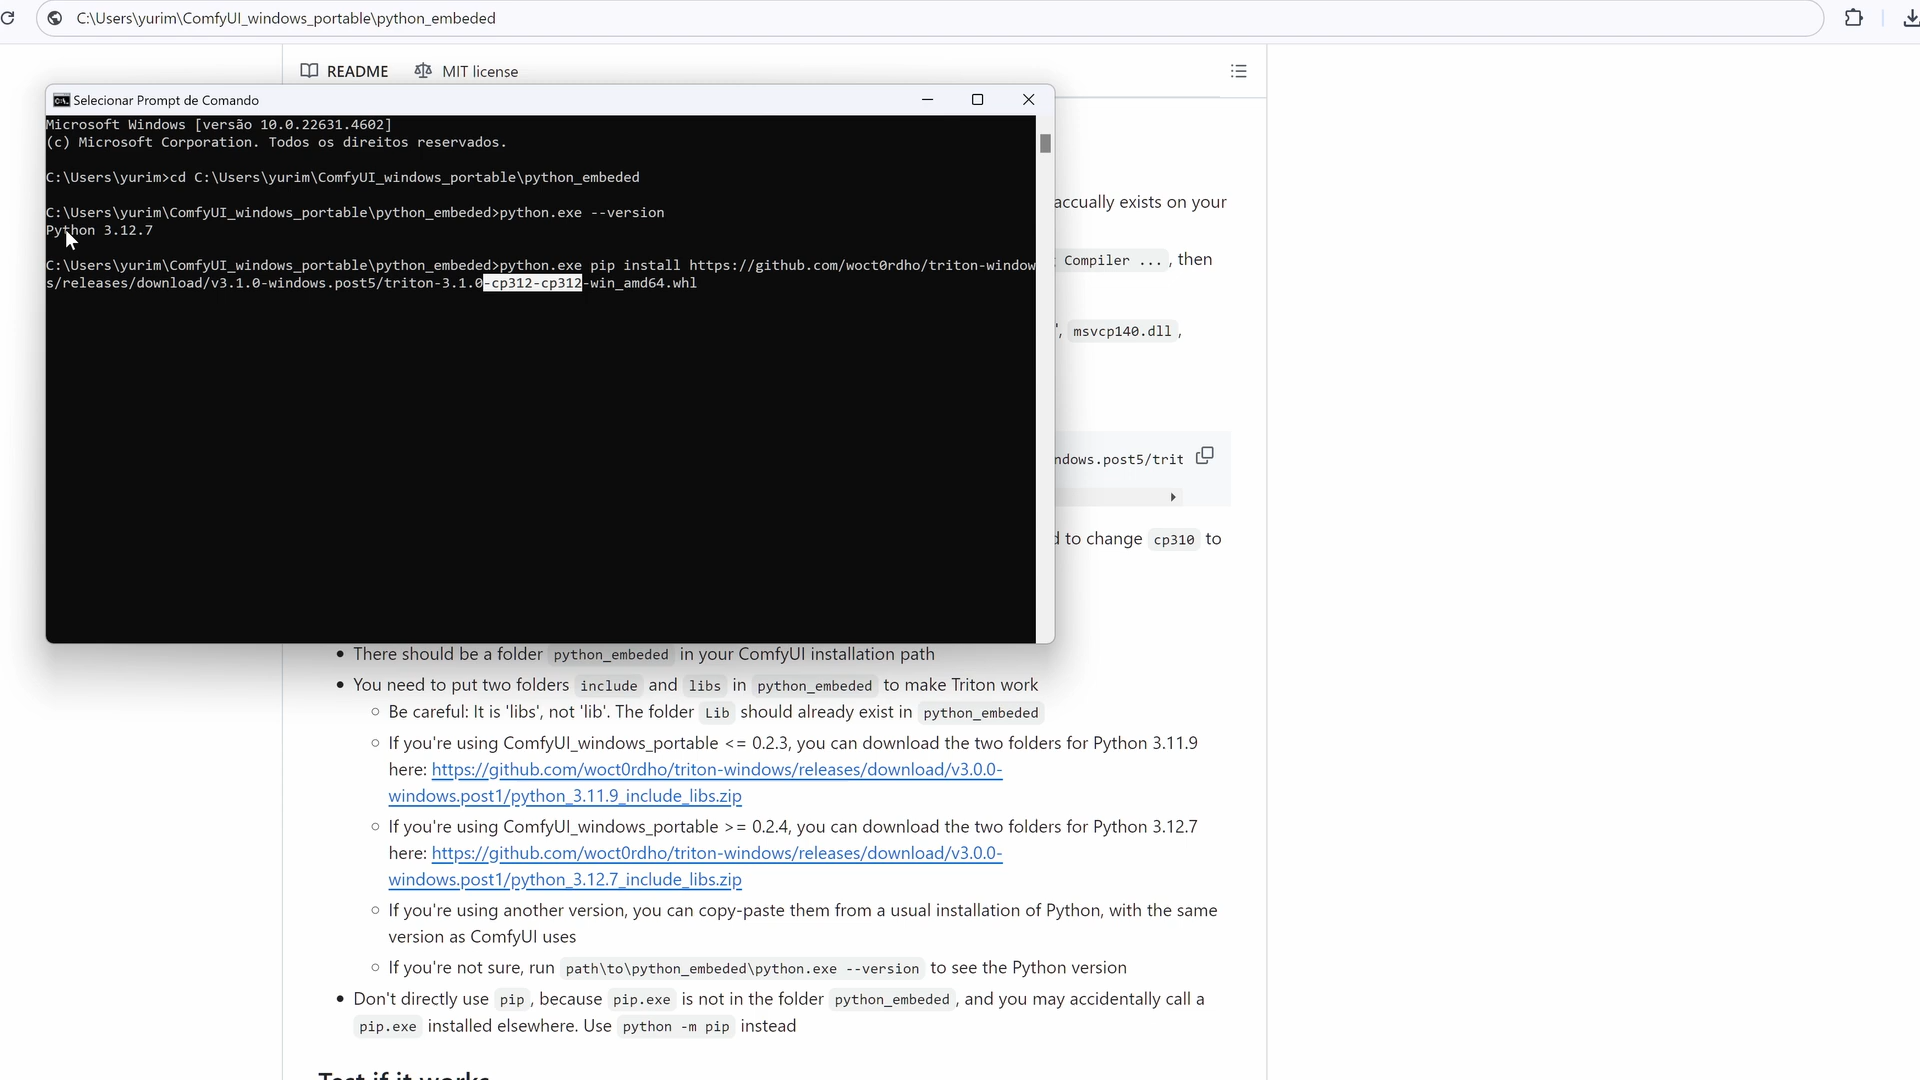 C:\Users\yurim\ComfyUI_windows_portable\python_embeded
README
MIT license
Selecionar Prompt de Comando
Microsoft Windows [versão 10.0.22631.4602]
(c) Microsoft Corporation. Todos os direitos reservados.
C:\Users\yurim>cd C:\Users\yurim\ComfyUI_windows_portable\python_embeded
C:\Users\yurim\ComfyUI_windows_portable\python_embeded>python.exe --version
Python 3.12.7
C:\Users\yurim\ComfyUI_windows_portable\python_embeded>python.exe pip install https://github.com/woct0rdho/triton-window
s/releases/download/v3.1.0-windows.post5/triton-3.1.0-cp312-cp312-win_amd64.whl
accually exists on your
Compiler ... , then
', msvcp140.dll ,
ndows.post5/trit
d to change cp310 to
There should be a folder python_embeded in your ComfyUI installation path
You need to put two folders include and libs in python_embeded to make Triton work
Be careful: It is 'libs', not 'lib'. The folder Lib should already exist in python_embeded
If you're using ComfyUI_windows_portable <= 0.2.3, you can download the two folders for Python 3.11.9
here: https://github.com/woct0rdho/triton-windows/releases/download/v3.0.0-
windows.post1/python_3.11.9_include_libs.zip
If you're using ComfyUI_windows_portable >= 0.2.4, you can download the two folders for Python 3.12.7
here: https://github.com/woct0rdho/triton-windows/releases/download/v3.0.0-
windows.post1/python_3.12.7_include_libs.zip
If you're using another version, you can copy-paste them from a usual installation of Python, with the same
version as ComfyUI uses
If you're not sure, run path\to\python_embeded\python.exe --version to see the Python version
Don't directly use pip , because pip.exe is not in the folder python_embeded , and you may accidentally call a
pip.exe installed elsewhere. Use python -m pip instead
Test if it works